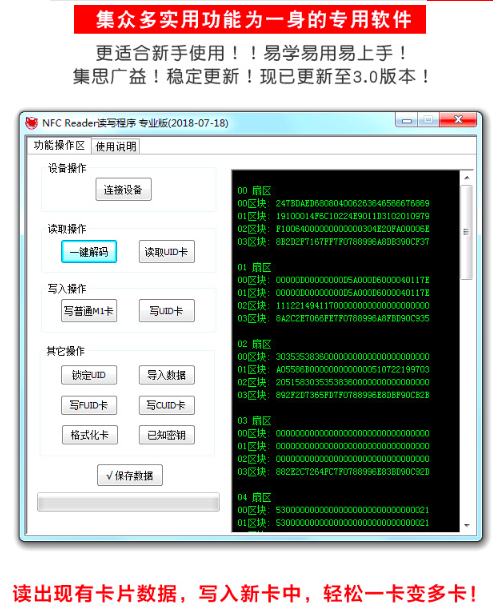 集众多实用功能为一身的专用软件
更适合新手使用！！易学易用易上手！
集思广益！稳定更新！现已更新至3.0版本！
NFC Reader读写程序 专业版(2018-07-18)
功能操作区 使用说明
设备操作
连接设备
读取操作
一键解码 读取UID卡
写入操作
写普通M1卡 写UID卡
其它操作
锁定UID 导入数据
写FUID卡 写CUID卡
格式化卡 已知密钥
√保存数据
00 扇区
00区块: 247BDAED680804006263646566676869
01区块: 19100014F6C10224E9011D3102010979
02区块: F1006400000000000304E20FA00006E
03区块: 8B2D2F7167FF7F0788996A8DB390CF37
01 扇区
00区块: 00000D00000000D5A000D6000040117E
01区块: 00000D00000000D5A000D6000040117E
02区块: 11122149411700000000000000000000
03区块: 8A2C2E7066FE7F0788996A8FBD90C935
02 扇区
00区块: 30353538380000000000000000000000
01区块: A05586B0000000000000510722199703
02区块: 20515830353538360000000000000000
03区块: 892F2D7365FD7F0788996E8DBF90CB2B
03 扇区
00区块: 00000000000000000000000000000000
01区块: 00000000000000000000000000000000
02区块: 00000000000000000000000000000000
03区块: 882E2C7264FC7F0788996E83BD90C92D
04 扇区
00区块: 53000000000000000000000000000021
01区块: 53000000000000000000000000000021
读出现有卡片数据，写入新卡中，轻松一卡变多卡！